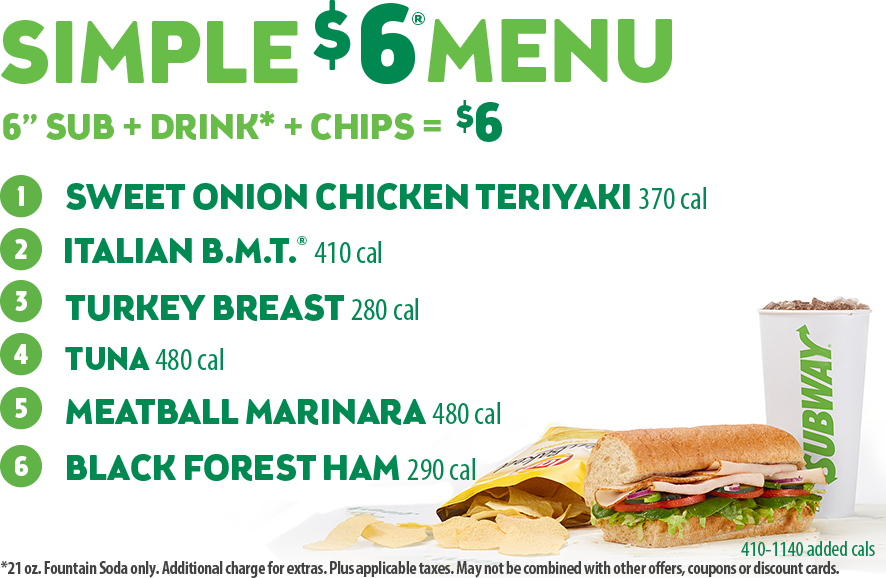 SIMPLE $6® MENU
6” SUB + DRINK* + CHIPS = $6
1 SWEET ONION CHICKEN TERIYAKI 370 cal
2 ITALIAN B.M.T.® 410 cal
3 TURKEY BREAST 280 cal
4 TUNA 480 cal
5 MEATBALL MARINARA 480 cal
6 BLACK FOREST HAM 290 cal
SUBWAY
BAKED
410-1140 added cals
*21 oz. Fountain Soda only. Additional charge for extras. Plus applicable taxes. May not be combined with other offers, coupons or discount cards.